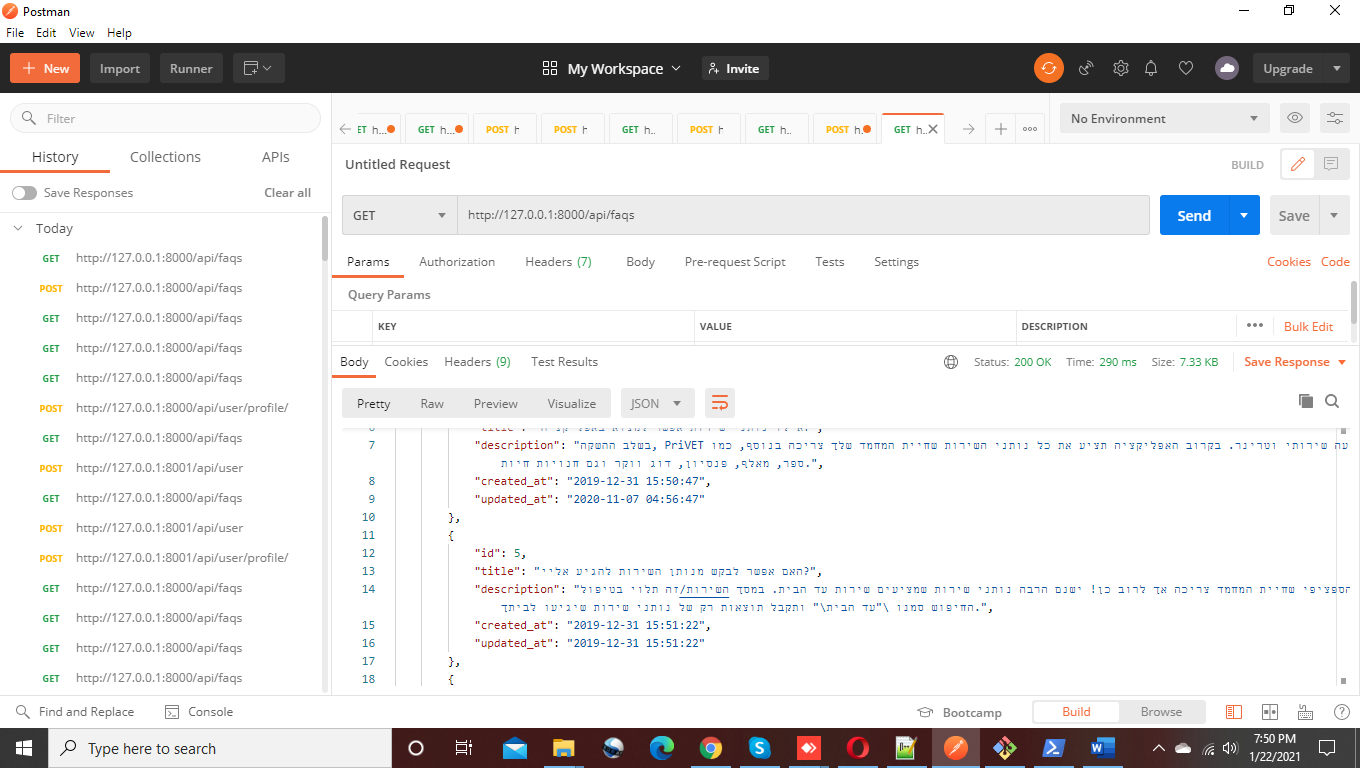 Postman
File Edit View Help
New Import Runner My Workspace Invite Upgrade
Filter
History Collections APIs
Save Responses Clear all
Today
GET http://127.0.0.1:8000/api/faqs
POST http://127.0.0.1:8000/api/faqs
GET http://127.0.0.1:8000/api/faqs
GET http://127.0.0.1:8000/api/faqs
GET http://127.0.0.1:8000/api/faqs
POST http://127.0.0.1:8000/api/user/profile/
GET http://127.0.0.1:8000/api/faqs
POST http://127.0.0.1:8000/api/user
GET http://127.0.0.1:8000/api/faqs
POST http://127.0.0.1:8001/api/user
POST http://127.0.0.1:8001/api/user/profile/
GET http://127.0.0.1:8000/api/faqs
GET http://127.0.0.1:8000/api/faqs
GET http://127.0.0.1:8000/api/faqs
GET http://127.0.0.1:8000/api/faqs
ET h... GET h... POST h POST h GET h.. POST h GET h.. POST h. GET h.. No Environment
Untitled Request BUILD
GET http://127.0.0.1:8000/api/faqs Send Save
Params Authorization Headers (7) Body Pre-request Script Tests Settings Cookies Code
Query Params
KEY VALUE DESCRIPTION Bulk Edit
Body Cookies Headers (9) Test Results Status: 200 OK Time: 290 ms Size: 7.33 KB Save Response
Pretty Raw Preview Visualize JSON
7 "description": "בשלב ההשקה, PriVET עה שירותי וטרינר. בקרוב האפליקציה תציע את כל נותני השירות שחיית המחמד שלך צריכה בנוסף, כמו
ספר, מאלף, פנסיון, דוג ווקר וגם חנויות חיות.",
8 "created_at": "2019-12-31 15:50:47",
9 "updated_at": "2020-11-07 04:56:47"
10 },
11 {
12 "id": 5,
13 "title": "האם אפשר לבקש מנותן השירות להגיע אליי?",
14 "description": "זה תלוי בטיפול/השירות הספציפי שחיית המחמד צריכה אך לרוב כן! ישנם הרבה נותני שירות שמציעים שירות עד הבית. במסך
החיפוש סמנו \"עד הבית\" ותקבל תוצאות רק של נותני שירות שיגיעו לביתך.",
15 "created_at": "2019-12-31 15:51:22",
16 "updated_at": "2019-12-31 15:51:22"
17 },
18 {
Find and Replace Console Bootcamp Build Browse
Type here to search 7:50 PM
1/22/2021